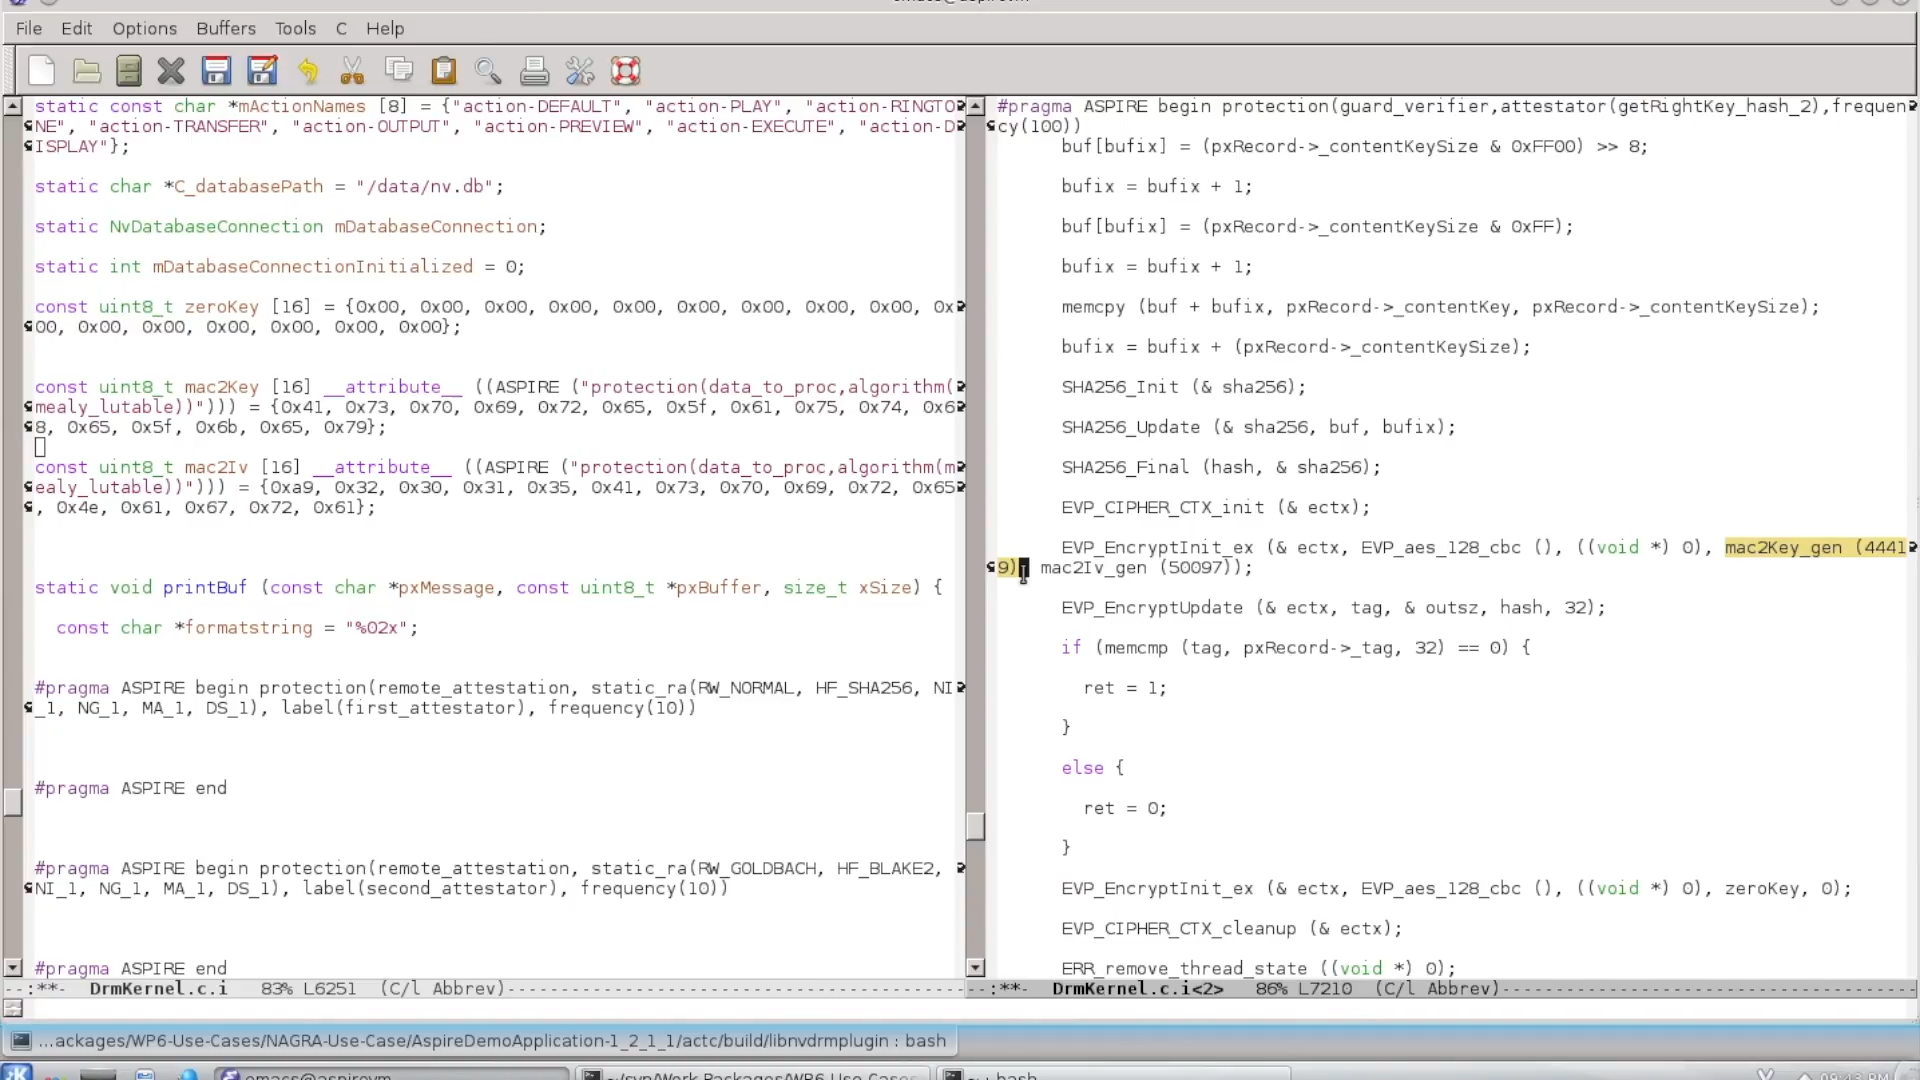 File Edit Options Buffers Tools C Help
static const char *mActionNames [8] = {"action-DEFAULT", "action-PLAY", "action-RINGTO
NE", "action-TRANSFER", "action-OUTPUT", "action-PREVIEW", "action-EXECUTE", "action-D
ISPLAY"};
static char *C_databasePath = "/data/nv.db";
static NvDatabaseConnection mDatabaseConnection;
static int mDatabaseConnectionInitialized = 0;
const uint8_t zeroKey [16] = {0x00, 0x00, 0x00, 0x00, 0x00, 0x00, 0x00, 0x00, 0x00, 0x
00, 0x00, 0x00, 0x00, 0x00, 0x00, 0x00};
const uint8_t mac2Key [16] __attribute__ ((ASPIRE ("protection(data_to_proc,algorithm(
mealy_lutable))"))) = {0x41, 0x73, 0x70, 0x69, 0x72, 0x65, 0x5f, 0x61, 0x75, 0x74, 0x6
8, 0x65, 0x5f, 0x6b, 0x65, 0x79};
const uint8_t mac2Iv [16] __attribute__ ((ASPIRE ("protection(data_to_proc,algorithm(m
ealy_lutable))"))) = {0xa9, 0x32, 0x30, 0x31, 0x35, 0x41, 0x73, 0x70, 0x69, 0x72, 0x65
, 0x4e, 0x61, 0x67, 0x72, 0x61};
static void printBuf (const char *pxMessage, const uint8_t *pxBuffer, size_t xSize) {
const char *formatstring = "%02x";
#pragma ASPIRE begin protection(remote_attestation, static_ra(RW_NORMAL, HF_SHA256, NI
_1, NG_1, MA_1, DS_1), label(first_attestator), frequency(10))
#pragma ASPIRE end
#pragma ASPIRE begin protection(remote_attestation, static_ra(RW_GOLDBACH, HF_BLAKE2,
NI_1, NG_1, MA_1, DS_1), label(second_attestator), frequency(10))
#pragma ASPIRE end
--:**- DrmKernel.c.i 83% L6251 (C/l Abbrev)
#pragma ASPIRE begin protection(guard_verifier,attestator(getRightKey_hash_2),frequen
cy(100))
buf[bufix] = (pxRecord->_contentKeySize & 0xFF00) >> 8;
bufix = bufix + 1;
buf[bufix] = (pxRecord->_contentKeySize & 0xFF);
bufix = bufix + 1;
memcpy (buf + bufix, pxRecord->_contentKey, pxRecord->_contentKeySize);
bufix = bufix + (pxRecord->_contentKeySize);
SHA256_Init (& sha256);
SHA256_Update (& sha256, buf, bufix);
SHA256_Final (hash, & sha256);
EVP_CIPHER_CTX_init (& ectx);
EVP_EncryptInit_ex (& ectx, EVP_aes_128_cbc (), ((void *) 0), mac2Key_gen (4441
9), mac2Iv_gen (50097));
EVP_EncryptUpdate (& ectx, tag, & outsz, hash, 32);
if (memcmp (tag, pxRecord->_tag, 32) == 0) {
ret = 1;
}
else {
ret = 0;
}
EVP_EncryptInit_ex (& ectx, EVP_aes_128_cbc (), ((void *) 0), zeroKey, 0);
EVP_CIPHER_CTX_cleanup (& ectx);
ERR_remove_thread_state ((void *) 0);
--:**- DrmKernel.c.i<2> 86% L7210 (C/l Abbrev)
...ackages/WP6-Use-Cases/NAGRA-Use-Case/AspireDemoApplication-1_2_1_1/actc/build/libnvdrmplugin : bash